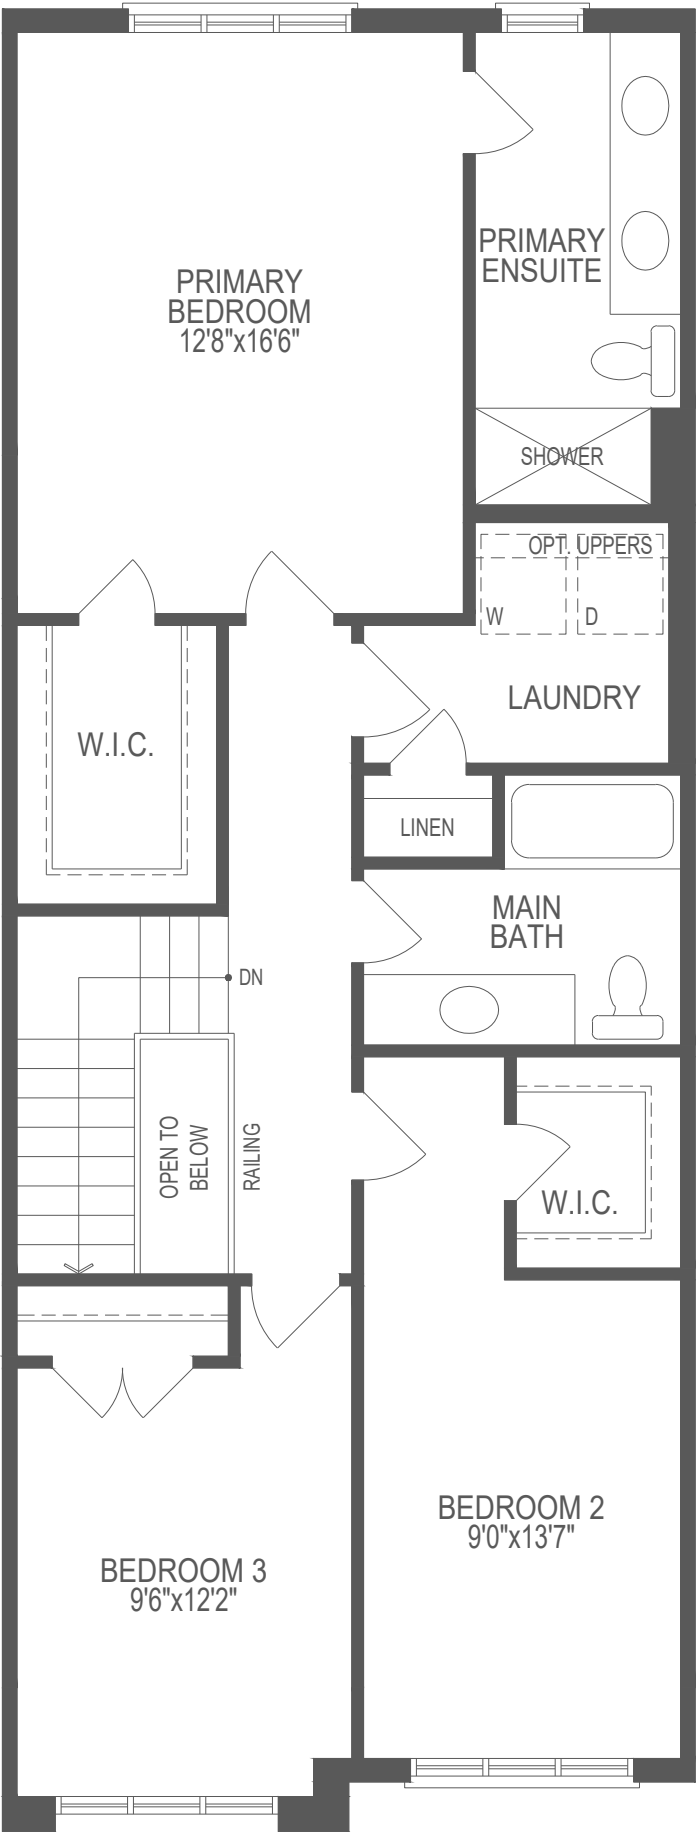 PRIMARY
BEDROOM
12'8"x16'6"
PRIMARY
ENSUITE
SHOWER
OPT. UPPERS
W
D
LAUNDRY
W.I.C.
LINEN
MAIN
BATH
DN
OPEN TO
BELOW
RAILING
W.I.C.
BEDROOM 2
9'0"x13'7"
BEDROOM 3
9'6"x12'2"